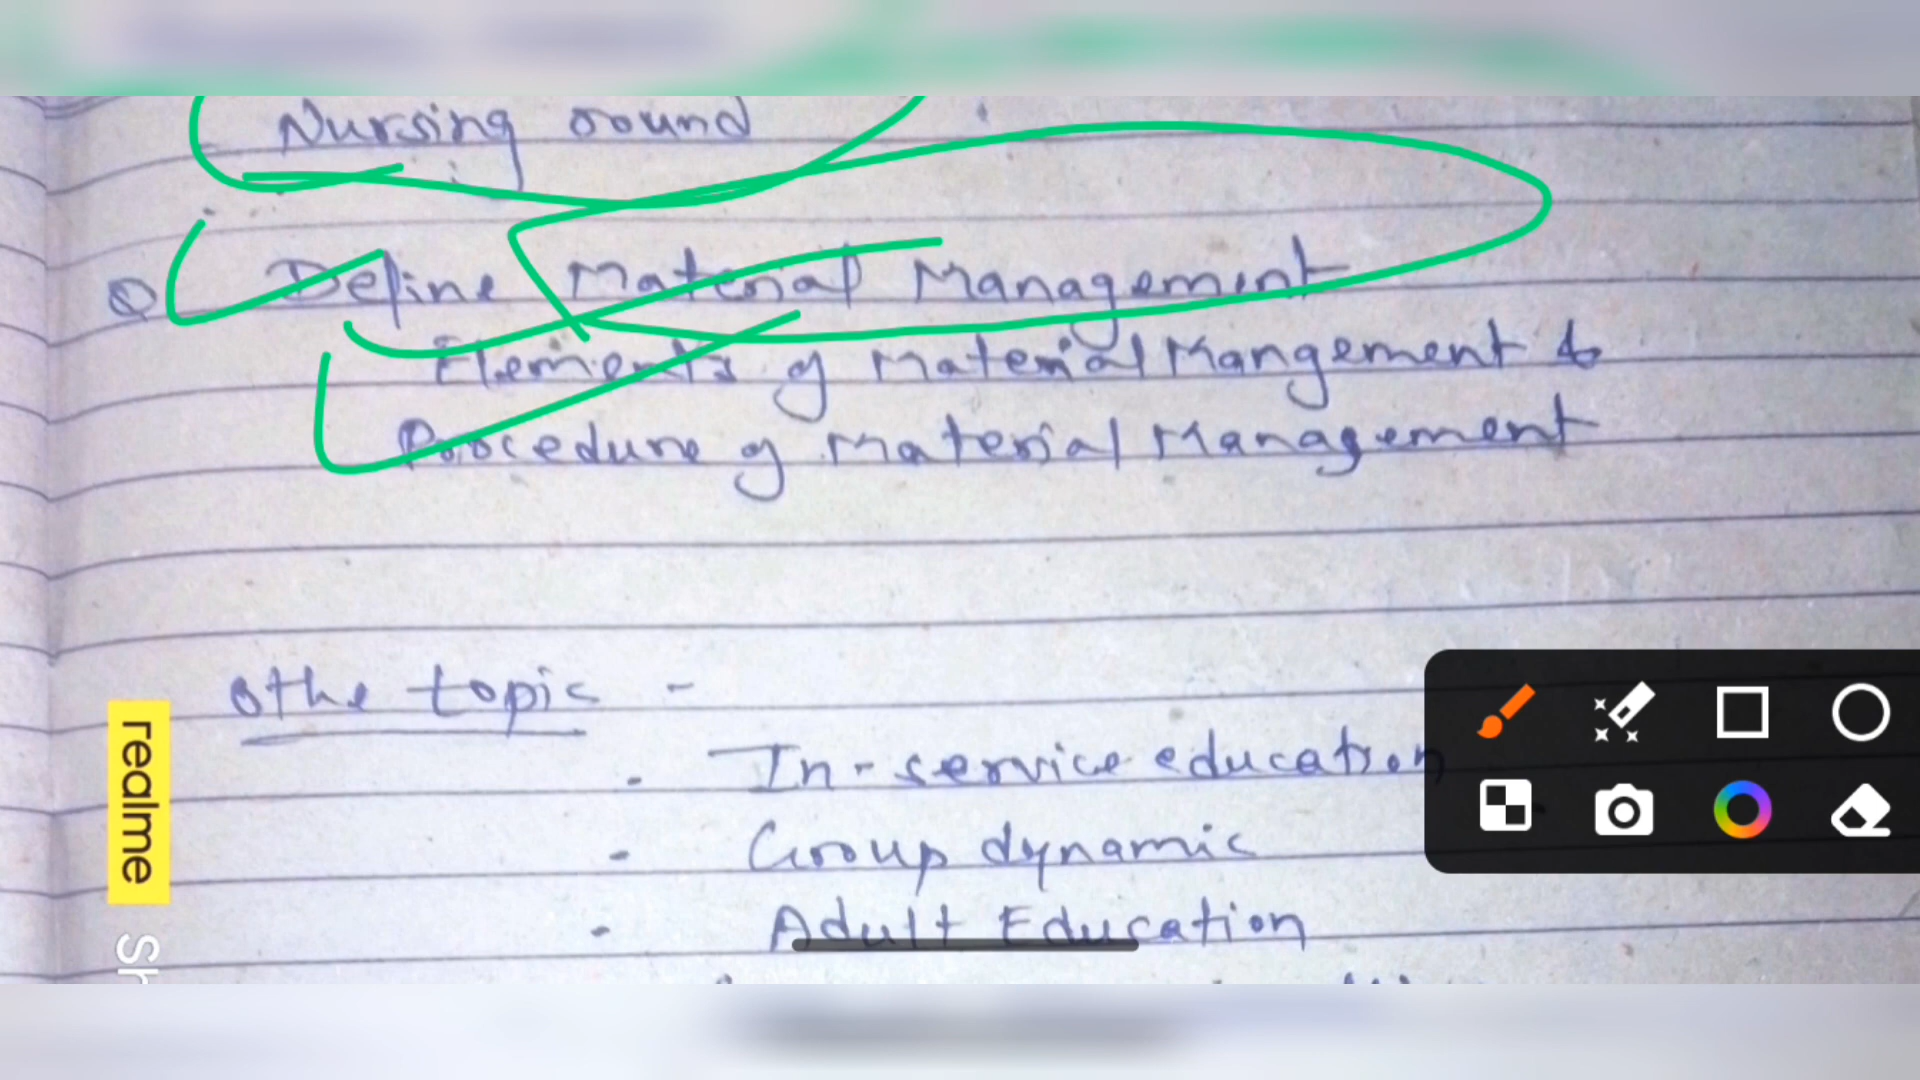 Nursing round
Q Define Material Management
Elements of Material Mangement &
Procedure of Material Management
Othe topic -
- In-service education
- Group dynamic
- Adult Education
realme
Sh